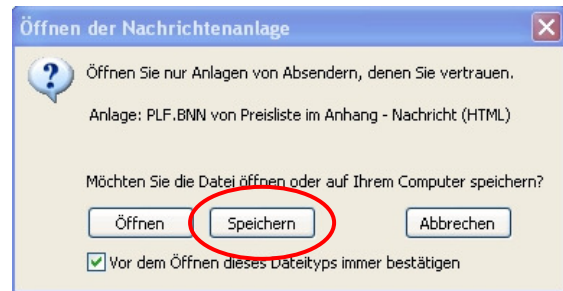 Öffnen der Nachrichtenanlage
Öffnen Sie nur Anlagen von Absendern, denen Sie vertrauen.
Anlage: PLF.BNN von Preisliste im Anhang - Nachricht (HTML)
Möchten Sie die Datei öffnen oder auf Ihrem Computer speichern?
Öffnen Speichern Abbrechen
Vor dem Öffnen dieses Dateityps immer bestätigen